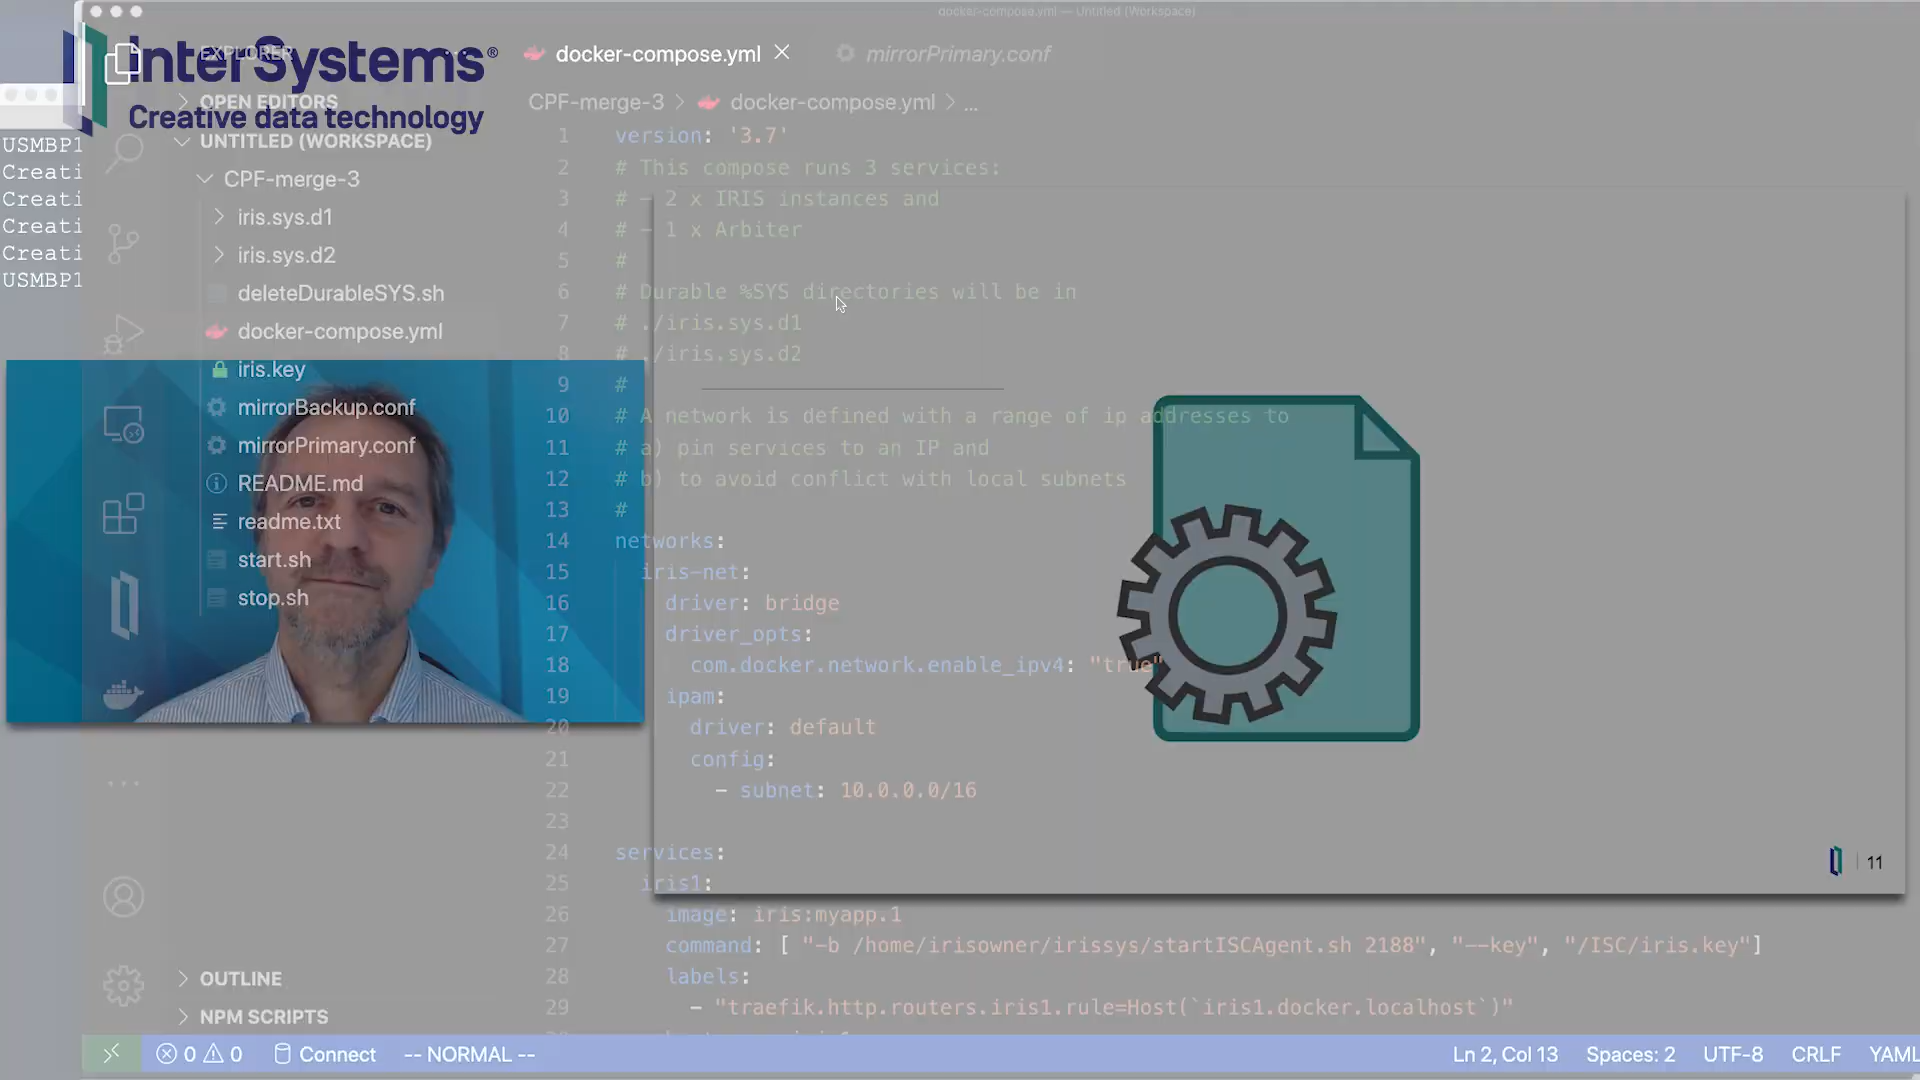 docker-compose.yml — Untitled (Workspace)
InterSystems®
Creative data technology
EXPLORER
OPEN EDITORS
UNTITLED (WORKSPACE)
CPF-merge-3
iris.sys.d1
iris.sys.d2
deleteDurableSYS.sh
docker-compose.yml
iris.key
mirrorBackup.conf
mirrorPrimary.conf
README.md
readme.txt
start.sh
stop.sh
OUTLINE
NPM SCRIPTS
USMBP1
Creati
Creati
Creati
Creati
USMBP1
docker-compose.yml
mirrorPrimary.conf
CPF-merge-3 > docker-compose.yml > ...
1 version: '3.7'
2 # This compose runs 3 services:
3 # - 2 x IRIS instances and
4 # - 1 x Arbiter
5 #
6 # Durable %SYS directories will be in
7 # ./iris.sys.d1
8 # ./iris.sys.d2
9 #
10 # A network is defined with a range of ip addresses to
11 # a) pin services to an IP and
12 # b) to avoid conflict with local subnets
13 #
14 networks:
15 iris-net:
16 driver: bridge
17 driver_opts:
18 com.docker.network.enable_ipv4: "true"
19 ipam:
20 driver: default
21 config:
22 - subnet: 10.0.0.0/16
23
24 services:
25 iris1:
26 image: iris:myapp.1
27 command: [ "-b /home/irisowner/irissys/startISCAgent.sh 2188", "--key", "/ISC/iris.key"]
28 labels:
29 - "traefik.http.routers.iris1.rule=Host(`iris1.docker.localhost`)"
11
0 0 Connect -- NORMAL --
Ln 2, Col 13 Spaces: 2 UTF-8 CRLF YAML